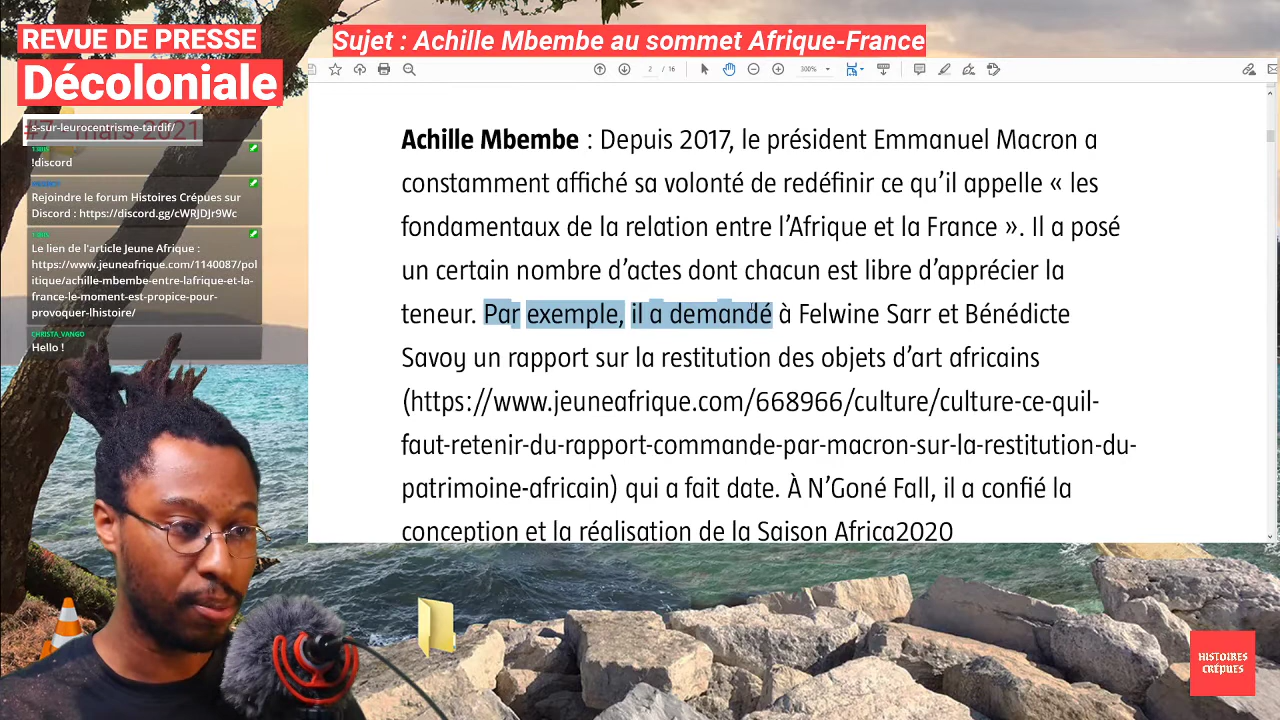 REVUE DE PRESSE
Décoloniale
#7 - mars 2021
s-sur-leurocentrisme-tardif/
!discord
Rejoindre le forum Histoires Crépues sur
Discord : https://discord.gg/cWRJDJr9Wc
Le lien de l'article Jeune Afrique :
https://www.jeuneafrique.com/1140087/pol
itique/achille-mbembe-entre-lafrique-et-la-
france-le-moment-est-propice-pour-
provoquer-lhistoire/
CHRISTA_VANGO
Hello !
Sujet : Achille Mbembe au sommet Afrique-France
2 / 16
300%
Achille Mbembe : Depuis 2017, le président Emmanuel Macron a
constamment affiché sa volonté de redéfinir ce qu’il appelle « les
fondamentaux de la relation entre l’Afrique et la France ». Il a posé
un certain nombre d’actes dont chacun est libre d’apprécier la
teneur. Par exemple, il a demandé à Felwine Sarr et Bénédicte
Savoy un rapport sur la restitution des objets d’art africains
(https://www.jeuneafrique.com/668966/culture/culture-ce-quil-
faut-retenir-du-rapport-commande-par-macron-sur-la-restitution-du-
patrimoine-africain) qui a fait date. À N’Goné Fall, il a confié la
conception et la réalisation de la Saison Africa2020
HISTOIRES
CRÉPUES